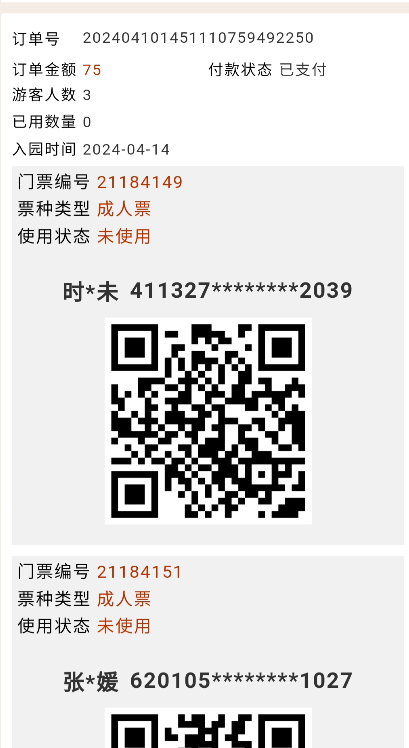 订单号 202404101451110759492250
订单金额 75 付款状态 已支付
游客人数 3
已用数量 0
入园时间 2024-04-14
门票编号 21184149
票种类型 成人票
使用状态 未使用
时*未 411327********2039
门票编号 21184151
票种类型 成人票
使用状态 未使用
张*媛 620105********1027